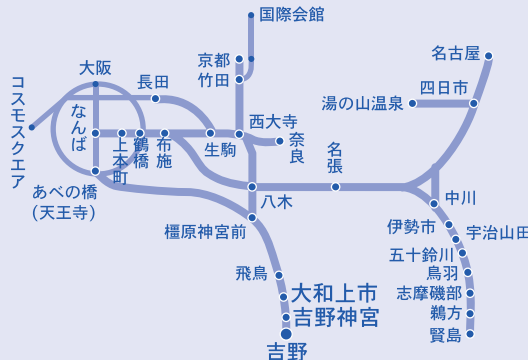 国際会館
京都
竹田
名古屋
大阪
長田
四日市
湯の山温泉
コスモスクエア
なんば
上本町
鶴橋
布施
生駒
西大寺
奈良
名張
あべの橋
(天王寺)
八木
中川
橿原神宮前
伊勢市
宇治山田
五十鈴川
飛鳥
鳥羽
大和上市
志摩磯部
吉野神宮
鵜方
賢島
吉野